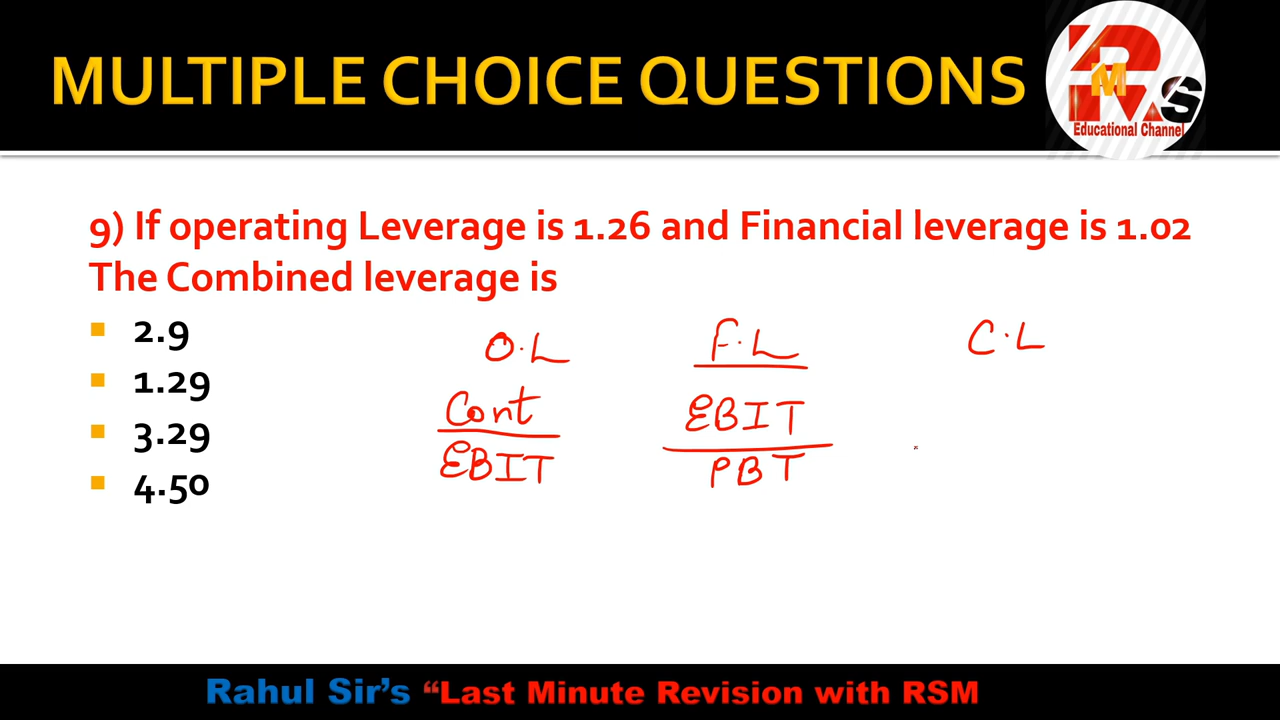 MULTIPLE CHOICE QUESTIONS
RMS
Educational Channel
9) If operating Leverage is 1.26 and Financial leverage is 1.02
The Combined leverage is
2.9
1.29
3.29
4.50
O.L F.L C.L
Cont EBIT
EBIT PBT
Rahul Sir's “Last Minute Revision with RSM